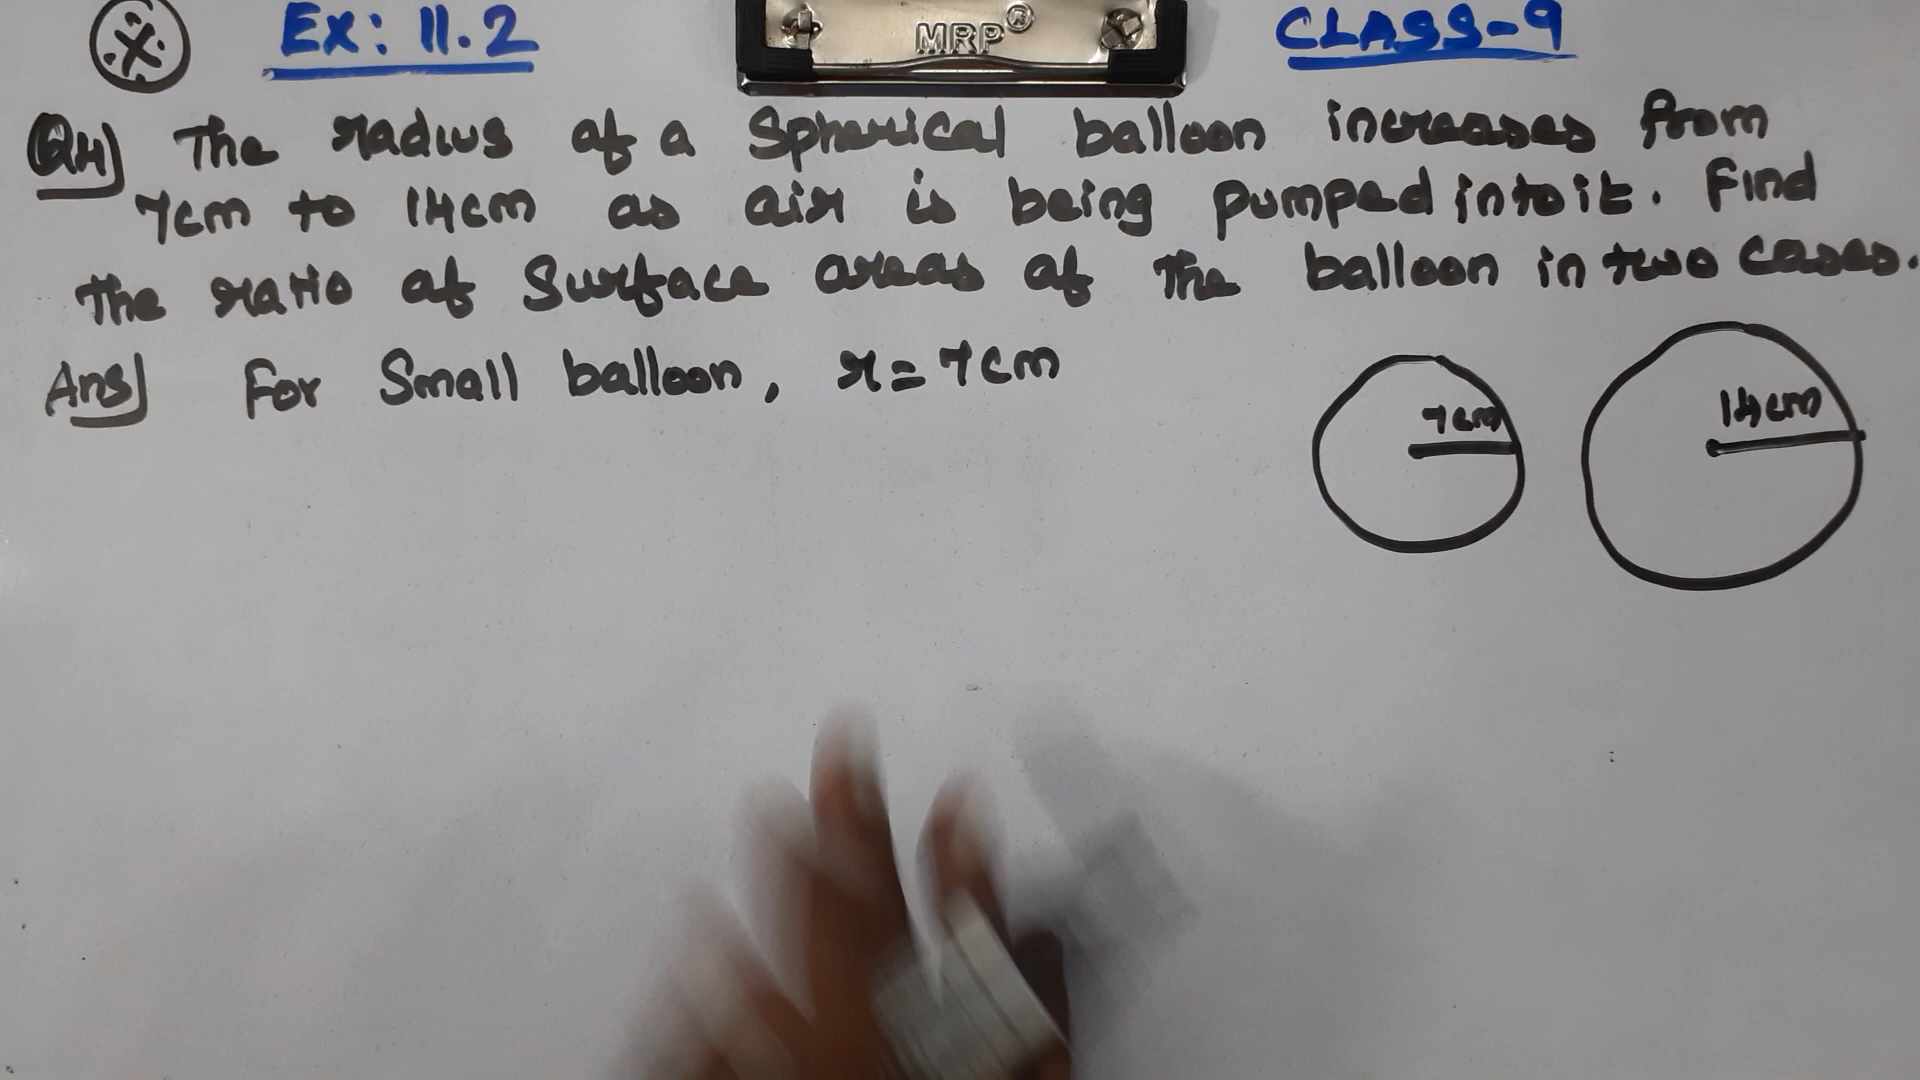 Ex: 11.2
MRP®
CLASS-9
Q4) The radius of a Spherical balloon increases from
7cm to 14cm as air is being pumped into it. Find
the ratio of Surface areas of the balloon in two cases.
Ans) For Small balloon, r=7cm
7cm
14cm